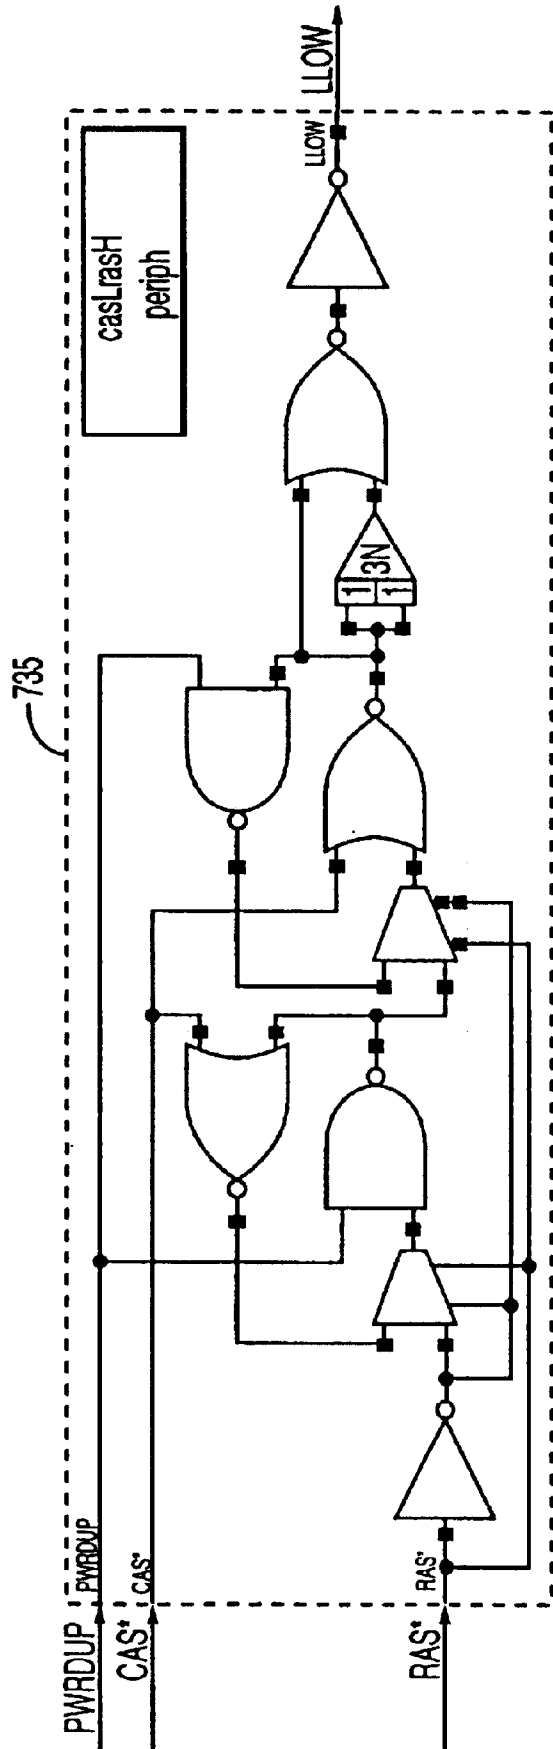 735
casLrasH
periph
PWRDUP
PWRDUP
CAS*
CAS*
RAS*
RAS*
1
1
3N
LLOW
LLOW